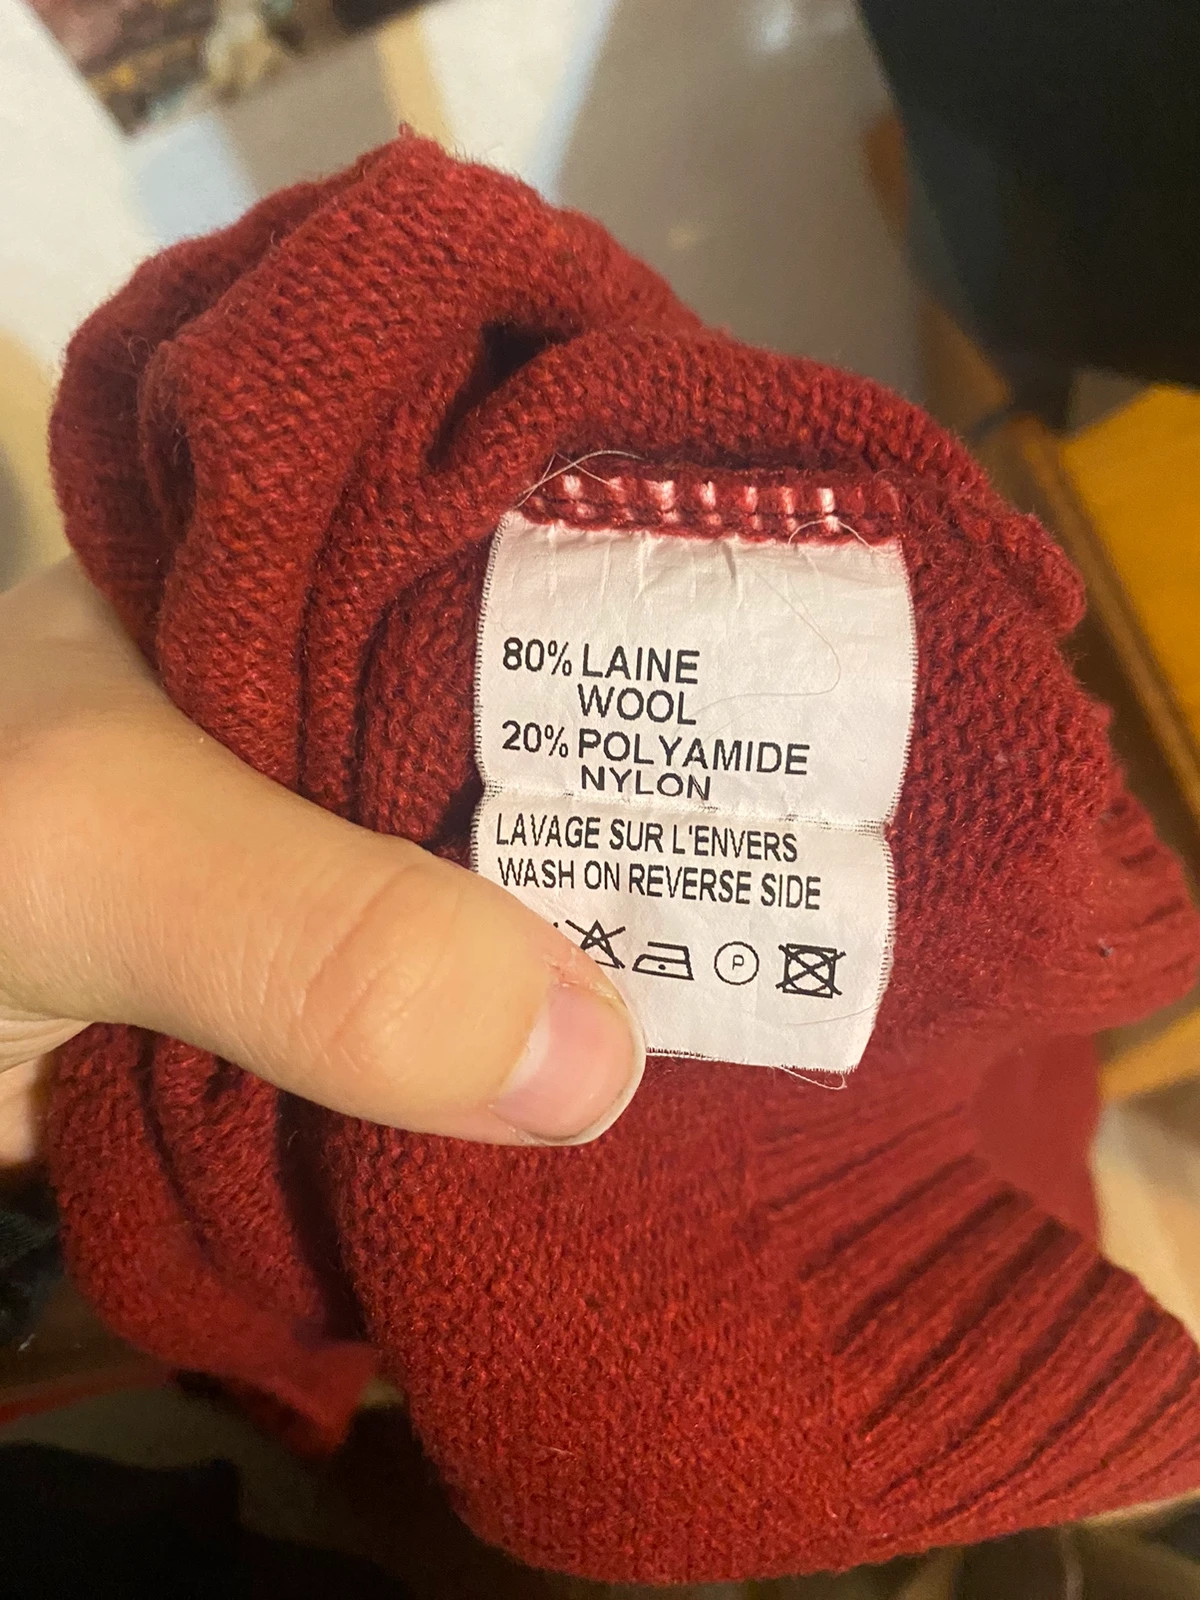 80% LAINE
WOOL
20% POLYAMIDE
NYLON
LAVAGE SUR L'ENVERS
WASH ON REVERSE SIDE
P